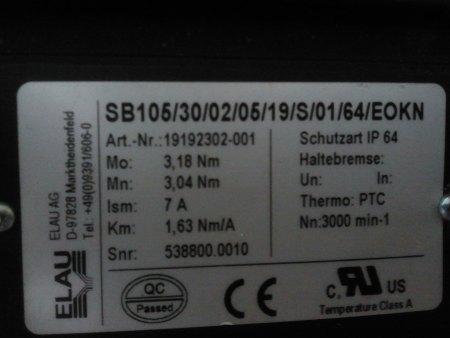 SB105/30/02/05/19/S/01/64/EOKN
Art.-Nr.:19192302-001
Mo: 3,18 Nm
Mn: 3,04 Nm
Ism: 7 A
Km: 1,63 Nm/A
Snr: 538800.0010
Schutzart IP 64
Haltebremse:
Un: In:
Thermo: PTC
Nn:3000 min-1
ELAU AG
D-97828 Marktheidenfeld
Tel.: +49(0)9391/606-0
ELAU
QC
Passed
CE
C RU US
Temperature Class A